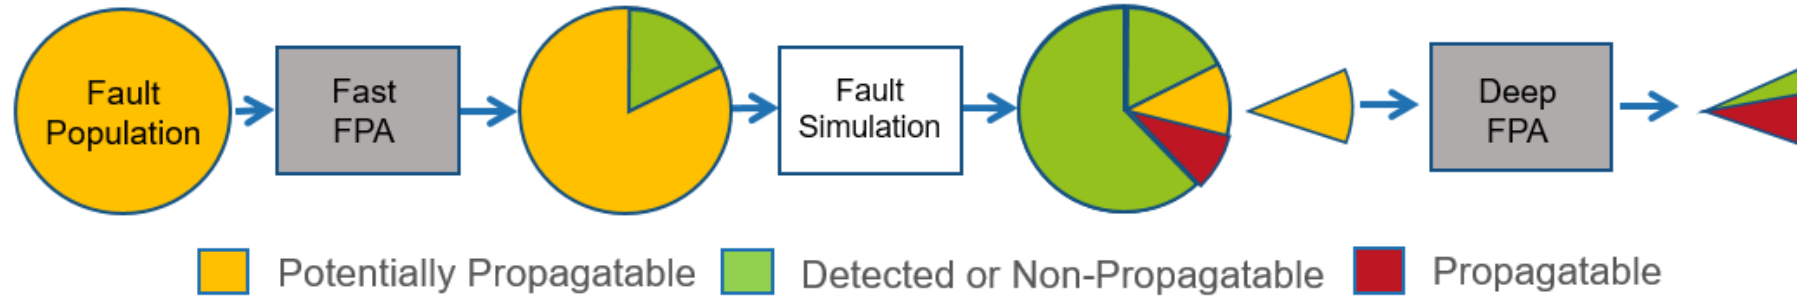 Fault
Population
Fast
FPA
Fault
Simulation
Deep
FPA
Potentially Propagatable
Detected or Non-Propagatable
Propagatable